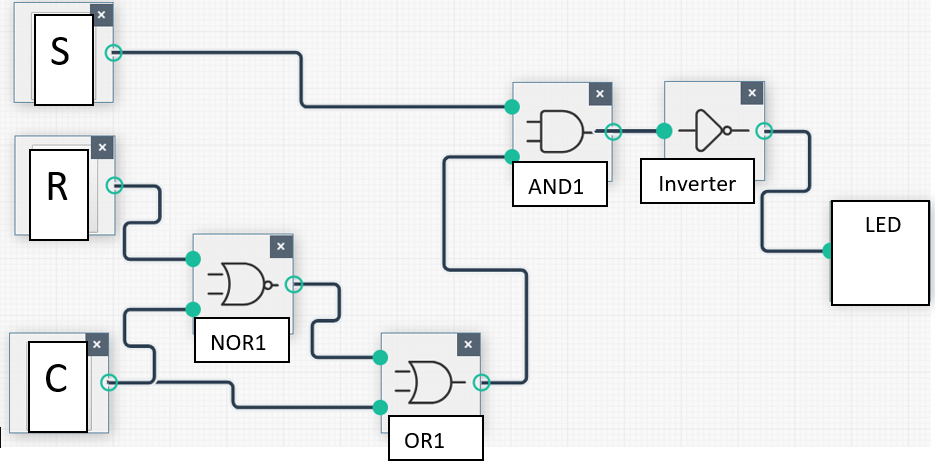 S
R
C
NOR1
OR1
AND1
Inverter
LED